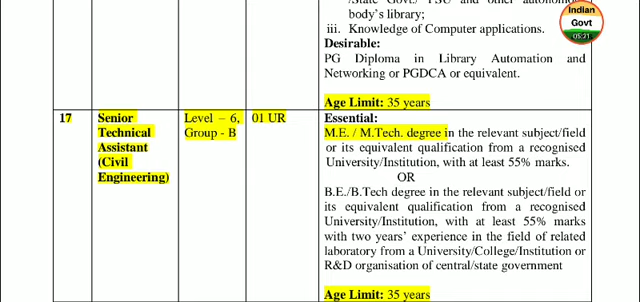 /State Govt./ PSU and other autonomous
body's library;
iii. Knowledge of Computer applications.
Desirable:
PG Diploma in Library Automation and
Networking or PGDCA or equivalent.
Age Limit: 35 years
17 Senior Technical Assistant (Civil Engineering)
Level – 6, Group - B
01 UR
Essential:
M.E. / M.Tech. degree in the relevant subject/field
or its equivalent qualification from a recognised
University/Institution, with at least 55% marks.
OR
B.E./B.Tech degree in the relevant subject/field or
its equivalent qualification from a recognised
University/Institution, with at least 55% marks
with two years' experience in the field of related
laboratory from a University/College/Institution or
R&D organisation of central/state government
Age Limit: 35 years
Indian
Govt
05:21